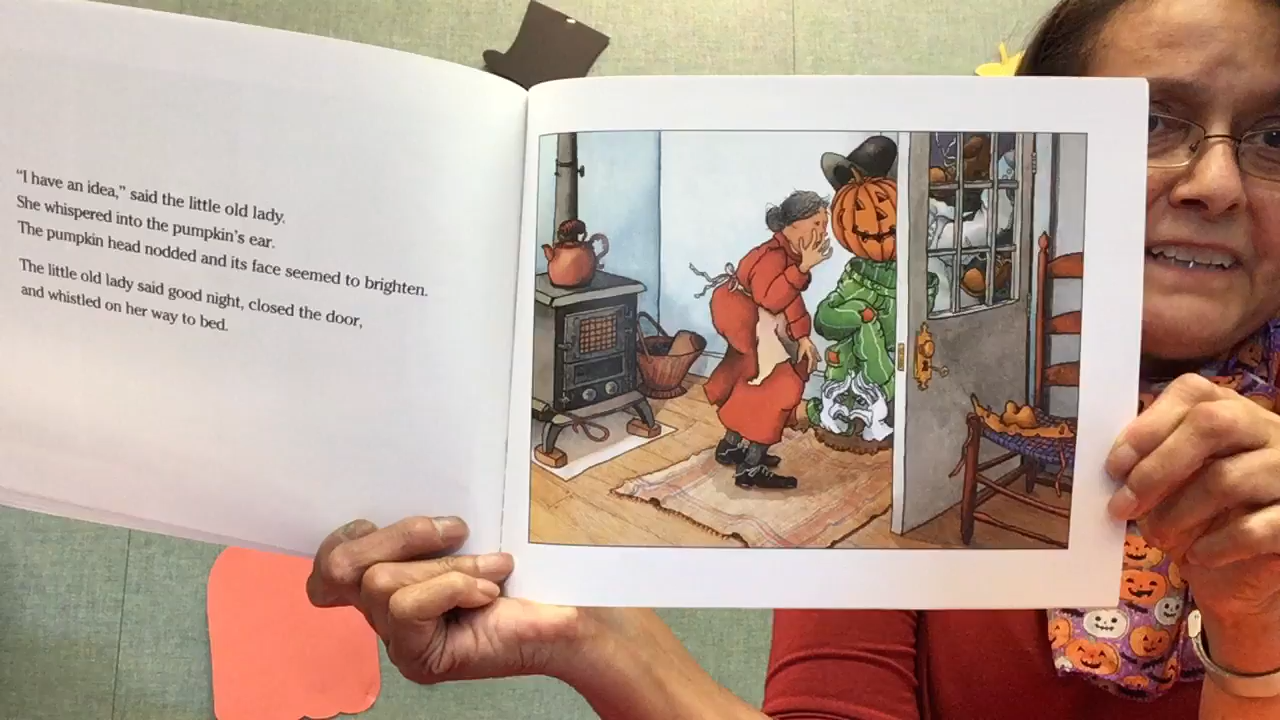 “I have an idea,” said the little old lady.
She whispered into the pumpkin’s ear.
The pumpkin head nodded and its face seemed to brighten.
The little old lady said good night, closed the door,
and whistled on her way to bed.